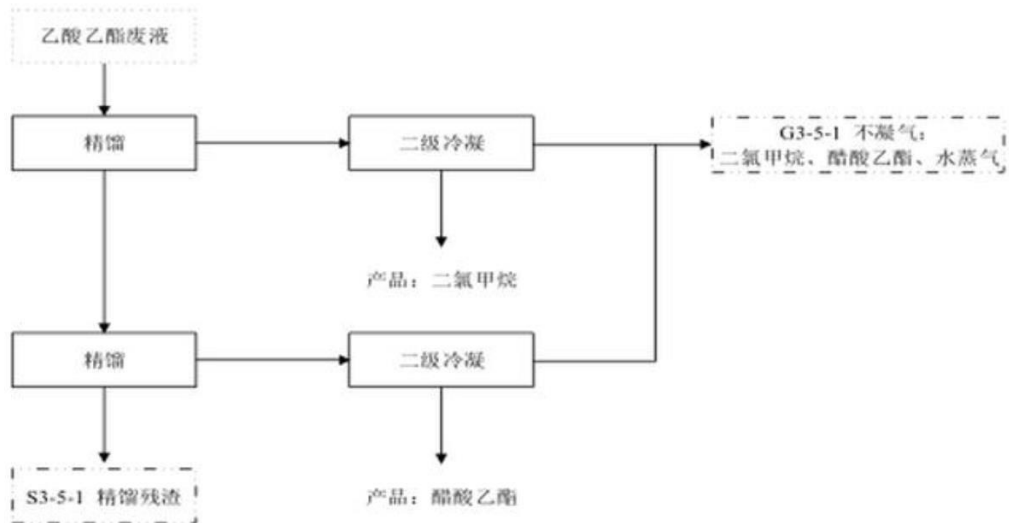 乙酸乙酯废液
精馏
二级冷凝
G3-5-1 不凝气：
二氯甲烷、醋酸乙酯、水蒸气
产品：二氯甲烷
精馏
二级冷凝
S3-5-1 精馏残渣
产品：醋酸乙酯